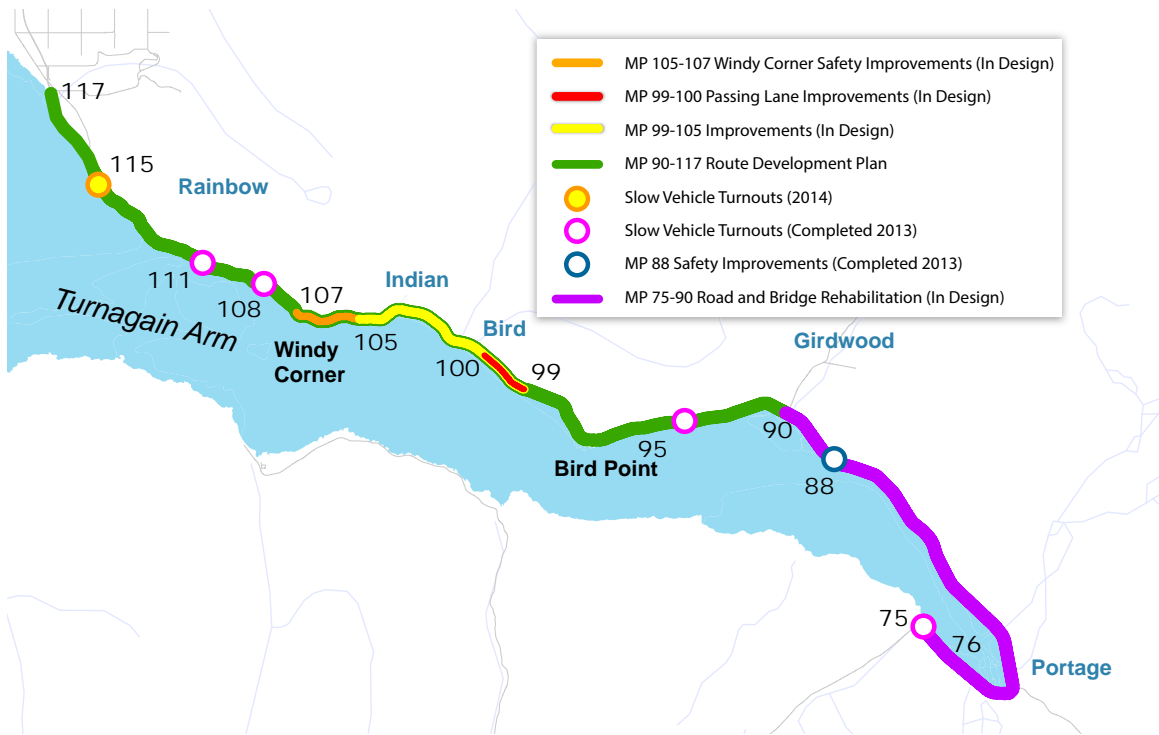 MP 105-107 Windy Corner Safety Improvements (In Design)
MP 99-100 Passing Lane Improvements (In Design)
MP 99-105 Improvements (In Design)
MP 90-117 Route Development Plan
Slow Vehicle Turnouts (2014)
Slow Vehicle Turnouts (Completed 2013)
MP 88 Safety Improvements (Completed 2013)
MP 75-90 Road and Bridge Rehabilitation (In Design)
117
115
Rainbow
111
108
Turnagain Arm
107
Indian
Windy
Corner
105
Bird
100
99
Girdwood
95
90
Bird Point
88
75
76
Portage